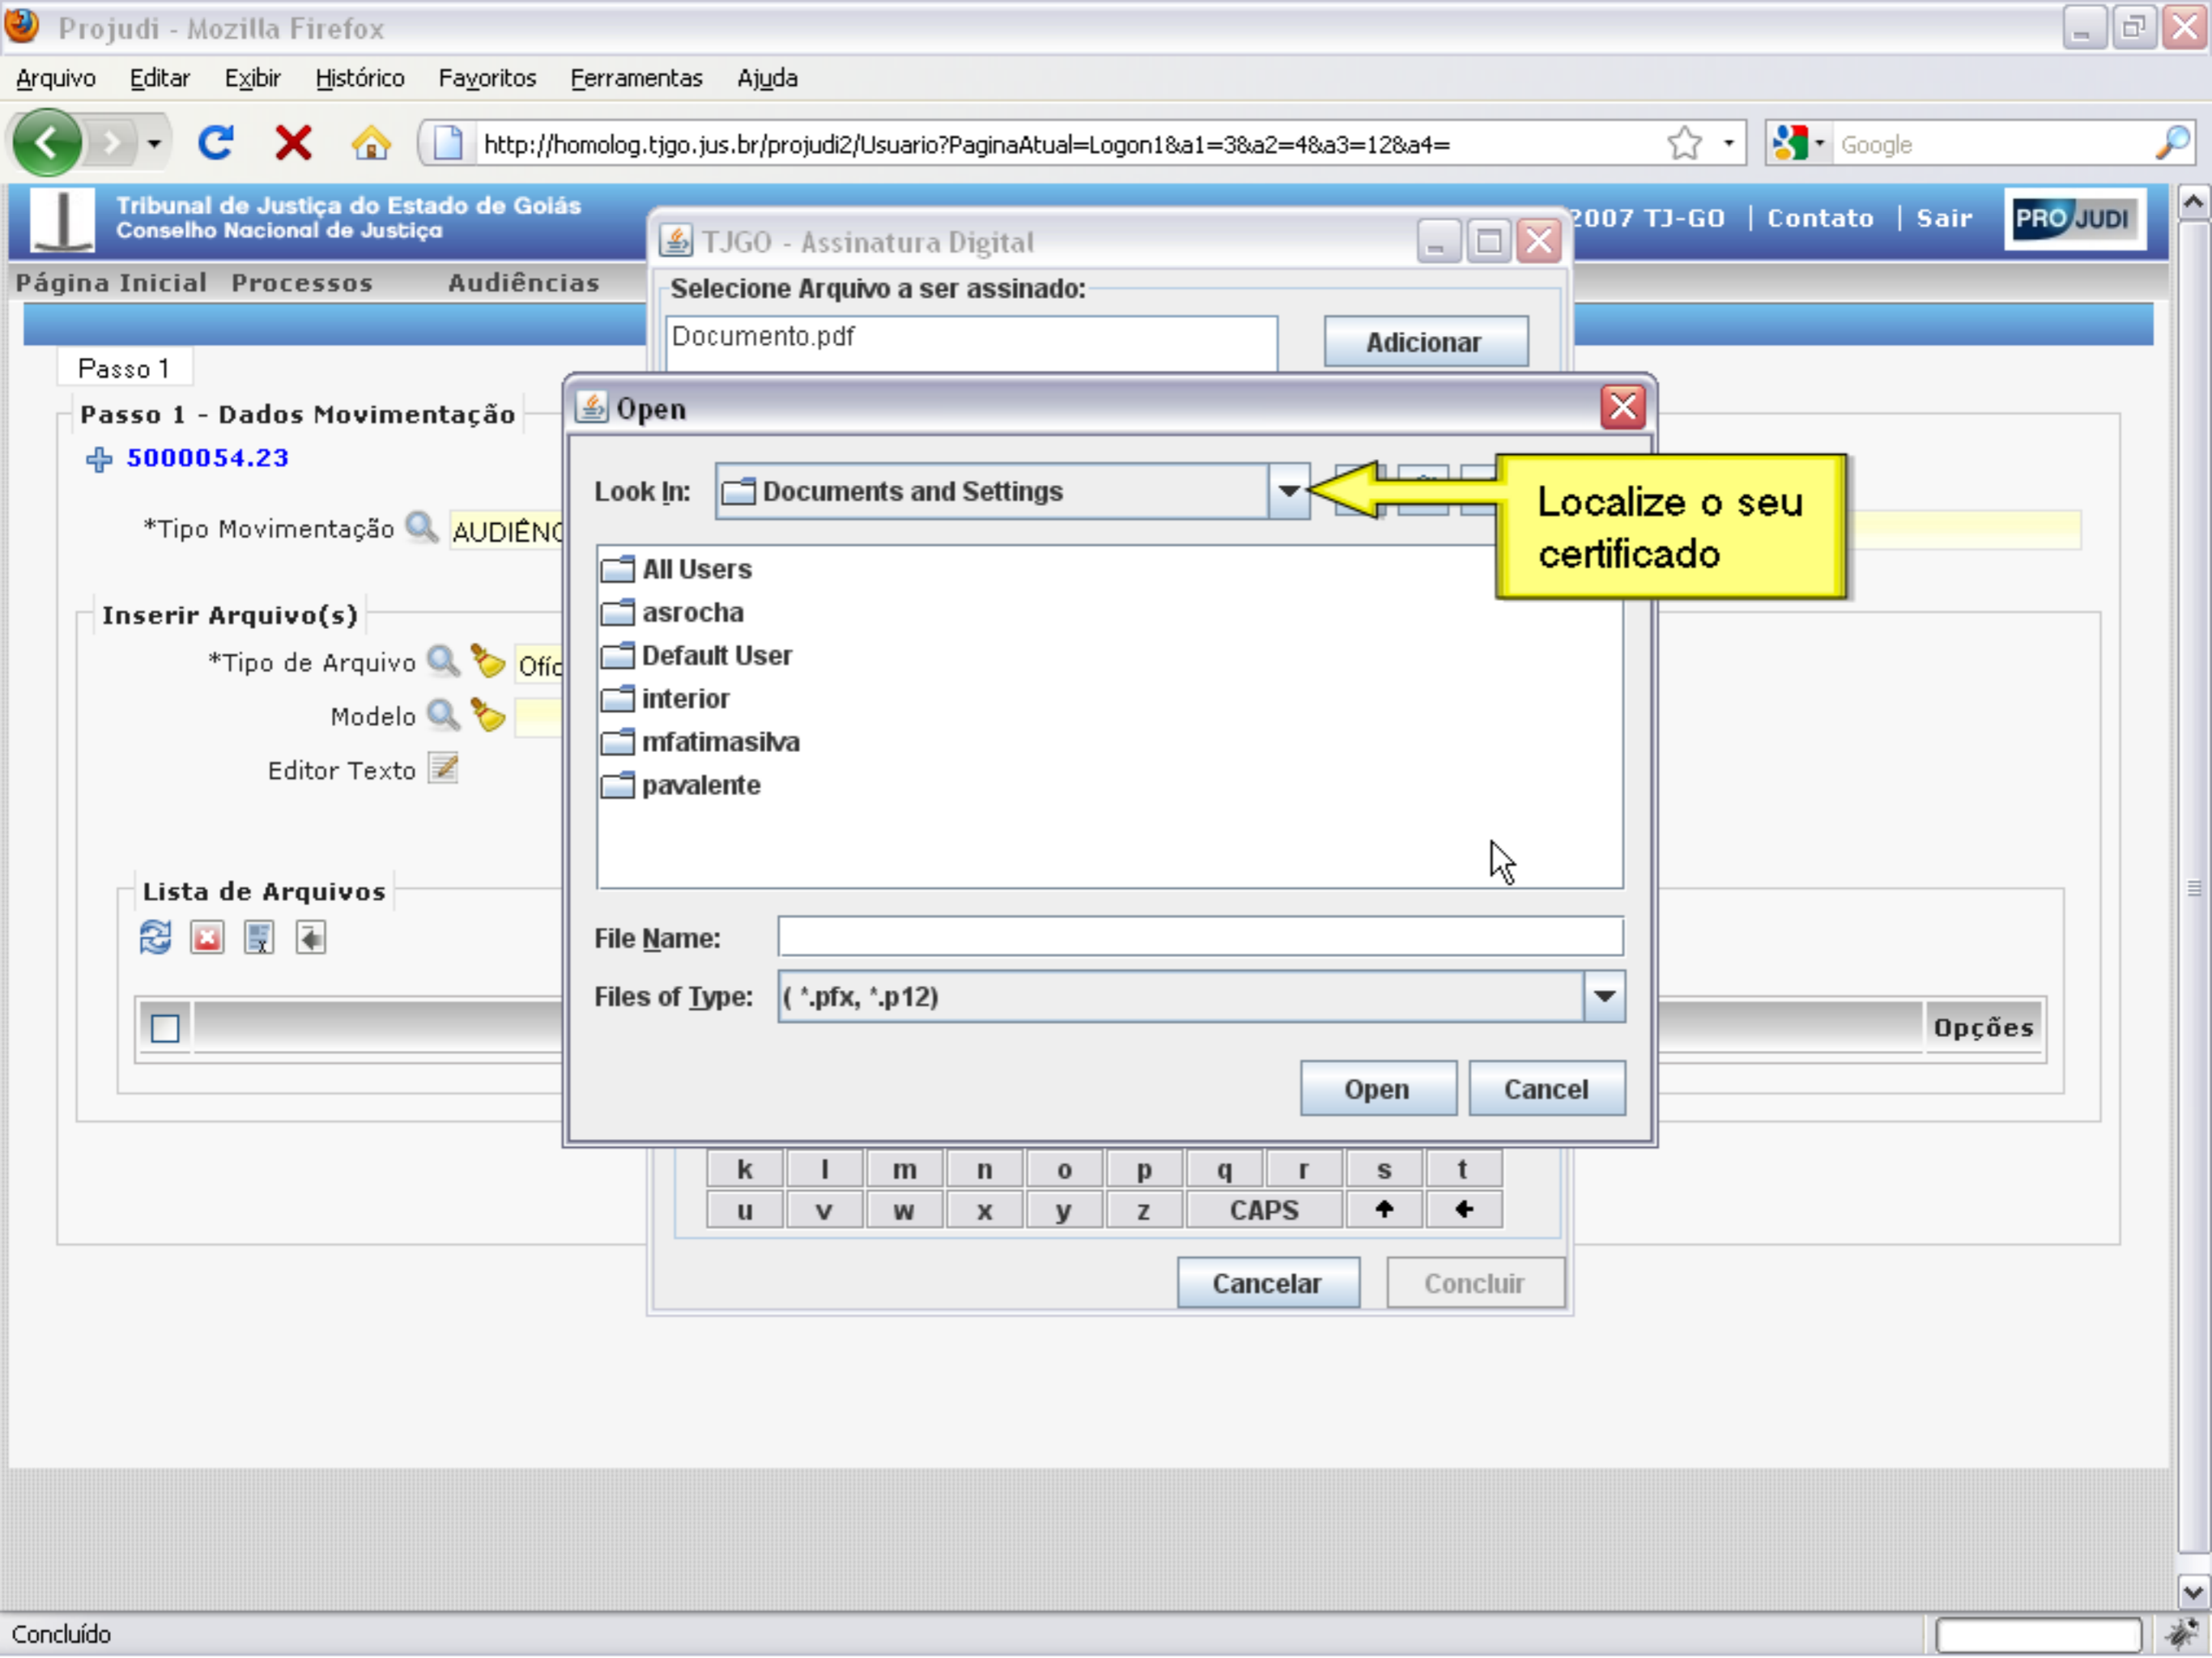 Projudi - Mozilla Firefox
Arquivo Editar Exibir Histórico Favoritos Ferramentas Ajuda
http://homolog.tjgo.jus.br/projudi2/Usuario?PaginaAtual=Logon1&a1=3&a2=4&a3=12&a4=
Google
Tribunal de Justiça do Estado de Goiás
Conselho Nacional de Justiça
2007 TJ-GO | Contato | Sair
PROJUDI
Página Inicial Processos Audiências
TJGO - Assinatura Digital
Selecione Arquivo a ser assinado:
Documento.pdf
Adicionar
Passo 1
Passo 1 - Dados Movimentação
5000054.23
*Tipo Movimentação
Inserir Arquivo(s)
*Tipo de Arquivo
Modelo
Editor Texto
Lista de Arquivos
Opções
Open
Look In: Documents and Settings
Localize o seu
certificado
All Users
asrocha
Default User
interior
mfatimasilva
pavalente
File Name:
Files of Type: ( *.pfx, *.p12)
Open Cancel
k l m n o p q r s t
u v w x y z CAPS
Cancelar Concluir
Concluído